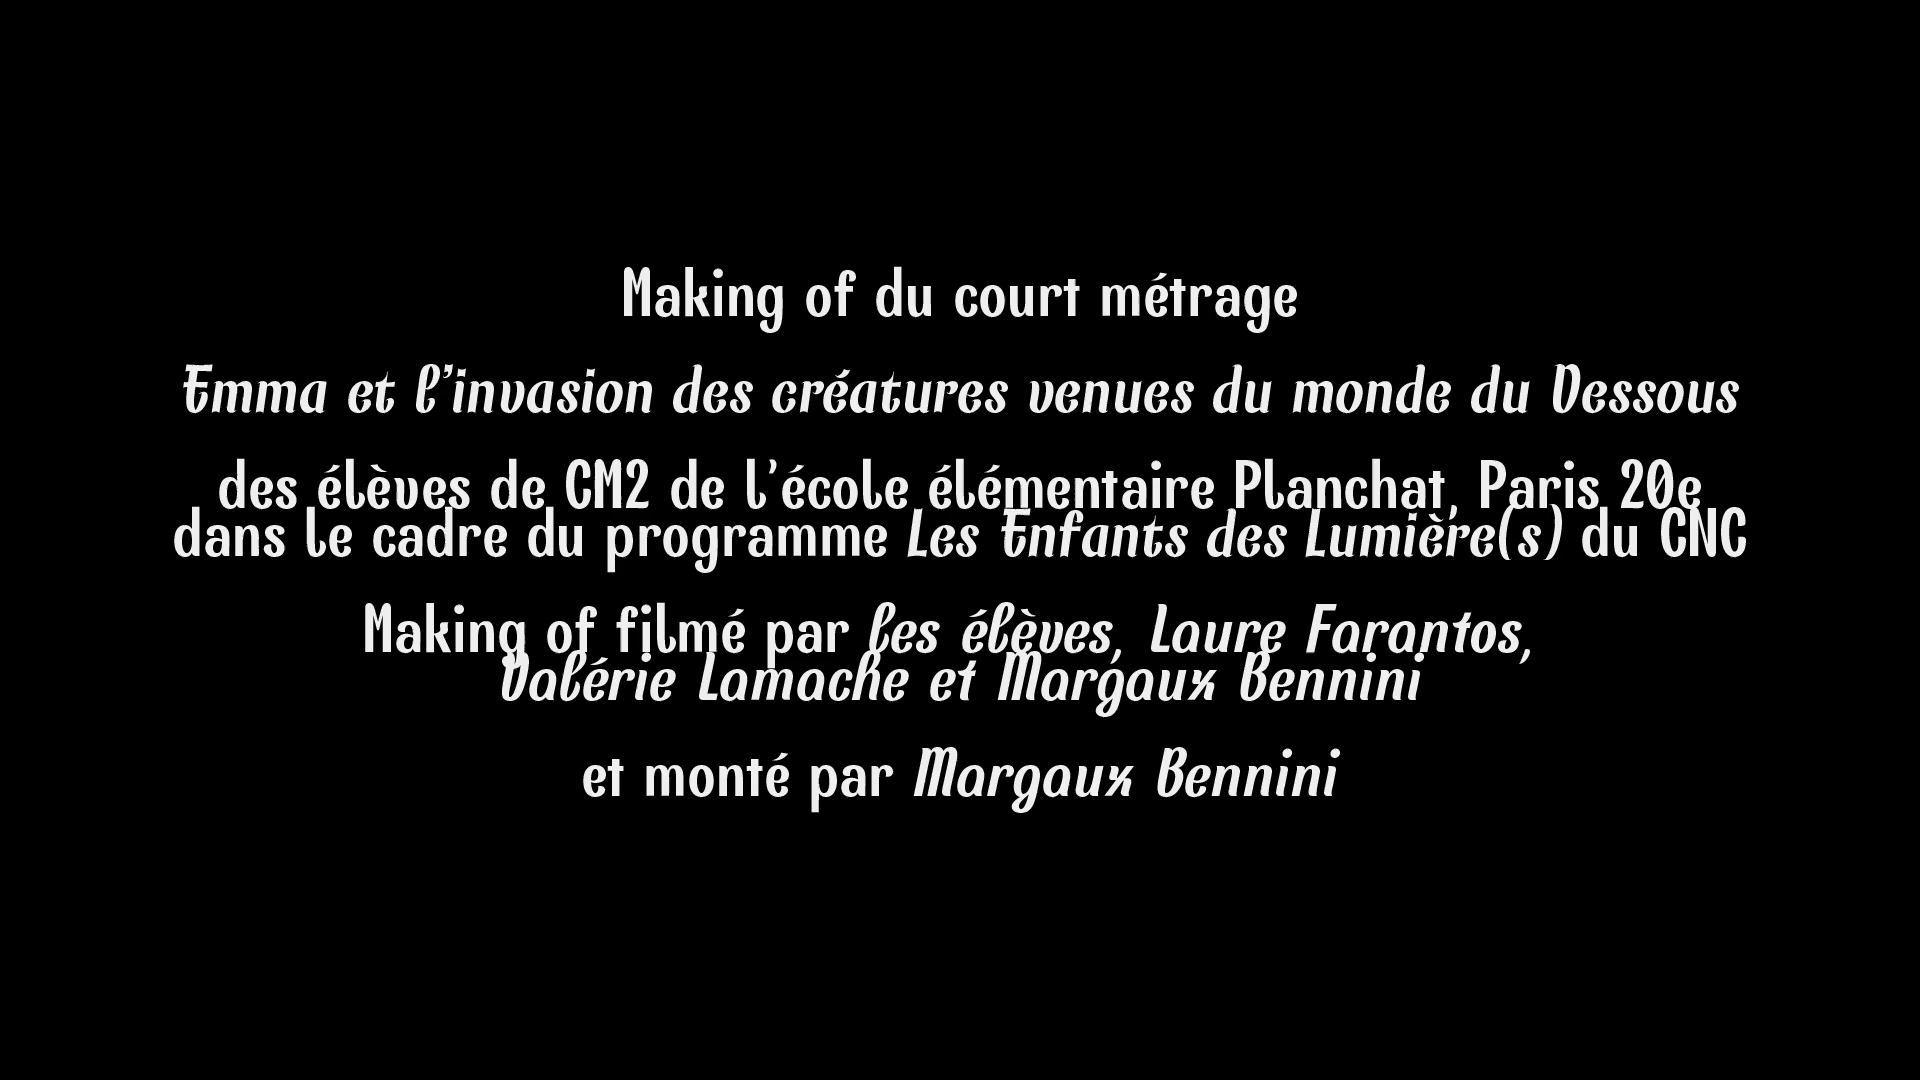 Making of du court métrage
Emma et l'invasion des créatures venues du monde du Dessous
des élèves de CM2 de l'école élémentaire Planchat, Paris 20e
dans le cadre du programme Les Enfants des Lumière(s) du CNC
Making of filmé par les élèves, Laure Farantos,
Valérie Lamache et Margaux Bennini
et monté par Margaux Bennini